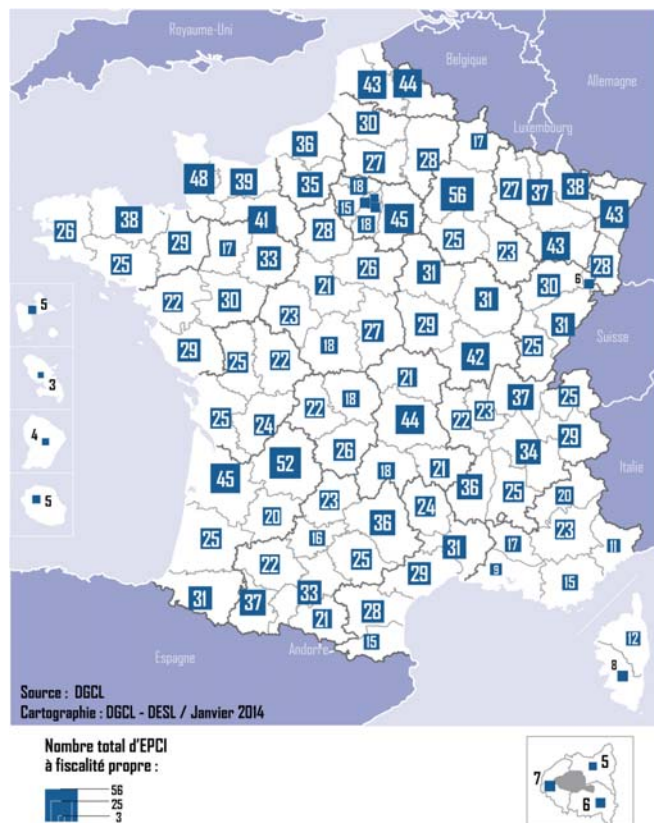 Royaume-Uni
Belgique
Allemagne
Luxembourg
43 44
30
36 17
27 28
48 39 35 18 56 27 37 38
15 45 43
26 38 41 28 18
29 17 33 25 23 43
25 26 28
31 30 6
22 30 21 31
5 23 29 31
27 Suisse
29 25 22 18 42 25
3 21
37
22 18 25
25 24 44 22 23
4 26 34 29
45 52 18 21
36 Italie
5 23 24 25 20
20 36
25 16 23
22 25 31 17 11
29 9
31 37 33 15
21 28
15 12
Espagne Andorre 8
Source : DGCL
Cartographie : DGCL - DESL / Janvier 2014
Nombre total d'EPCI
à fiscalité propre :
56
25
3
5
7
6